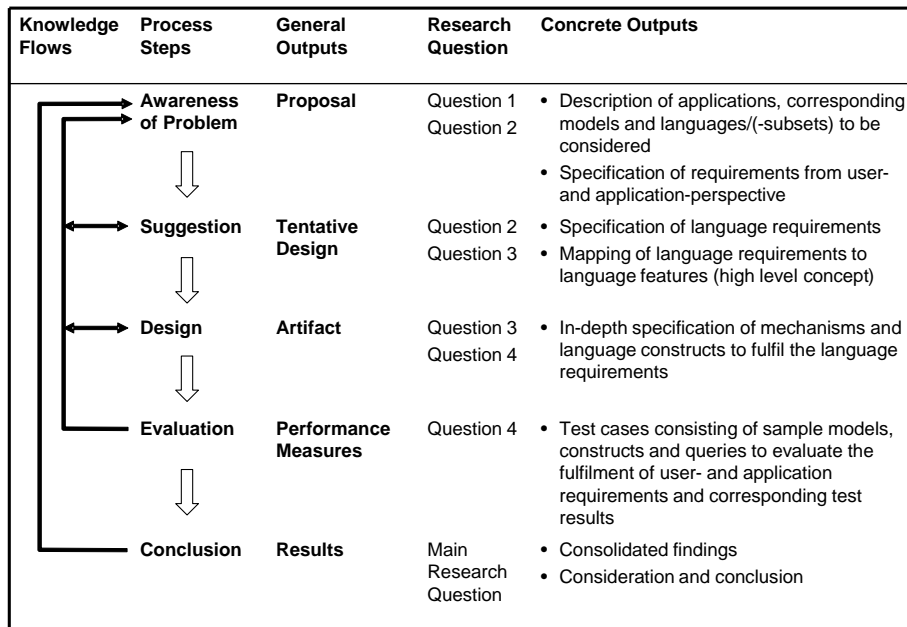 Knowledge Flows
Process Steps
General Outputs
Research Question
Concrete Outputs
Awareness of Problem
Proposal
Question 1
Question 2
• Description of applications, corresponding
models and languages/(-subsets) to be
considered
• Specification of requirements from user-
and application-perspective
Suggestion
Tentative Design
Question 2
Question 3
• Specification of language requirements
• Mapping of language requirements to
language features (high level concept)
Design
Artifact
Question 3
Question 4
• In-depth specification of mechanisms and
language constructs to fulfil the language
requirements
Evaluation
Performance Measures
Question 4
• Test cases consisting of sample models,
constructs and queries to evaluate the
fulfilment of user- and application
requirements and corresponding test
results
Conclusion
Results
Main Research Question
• Consolidated findings
• Consideration and conclusion